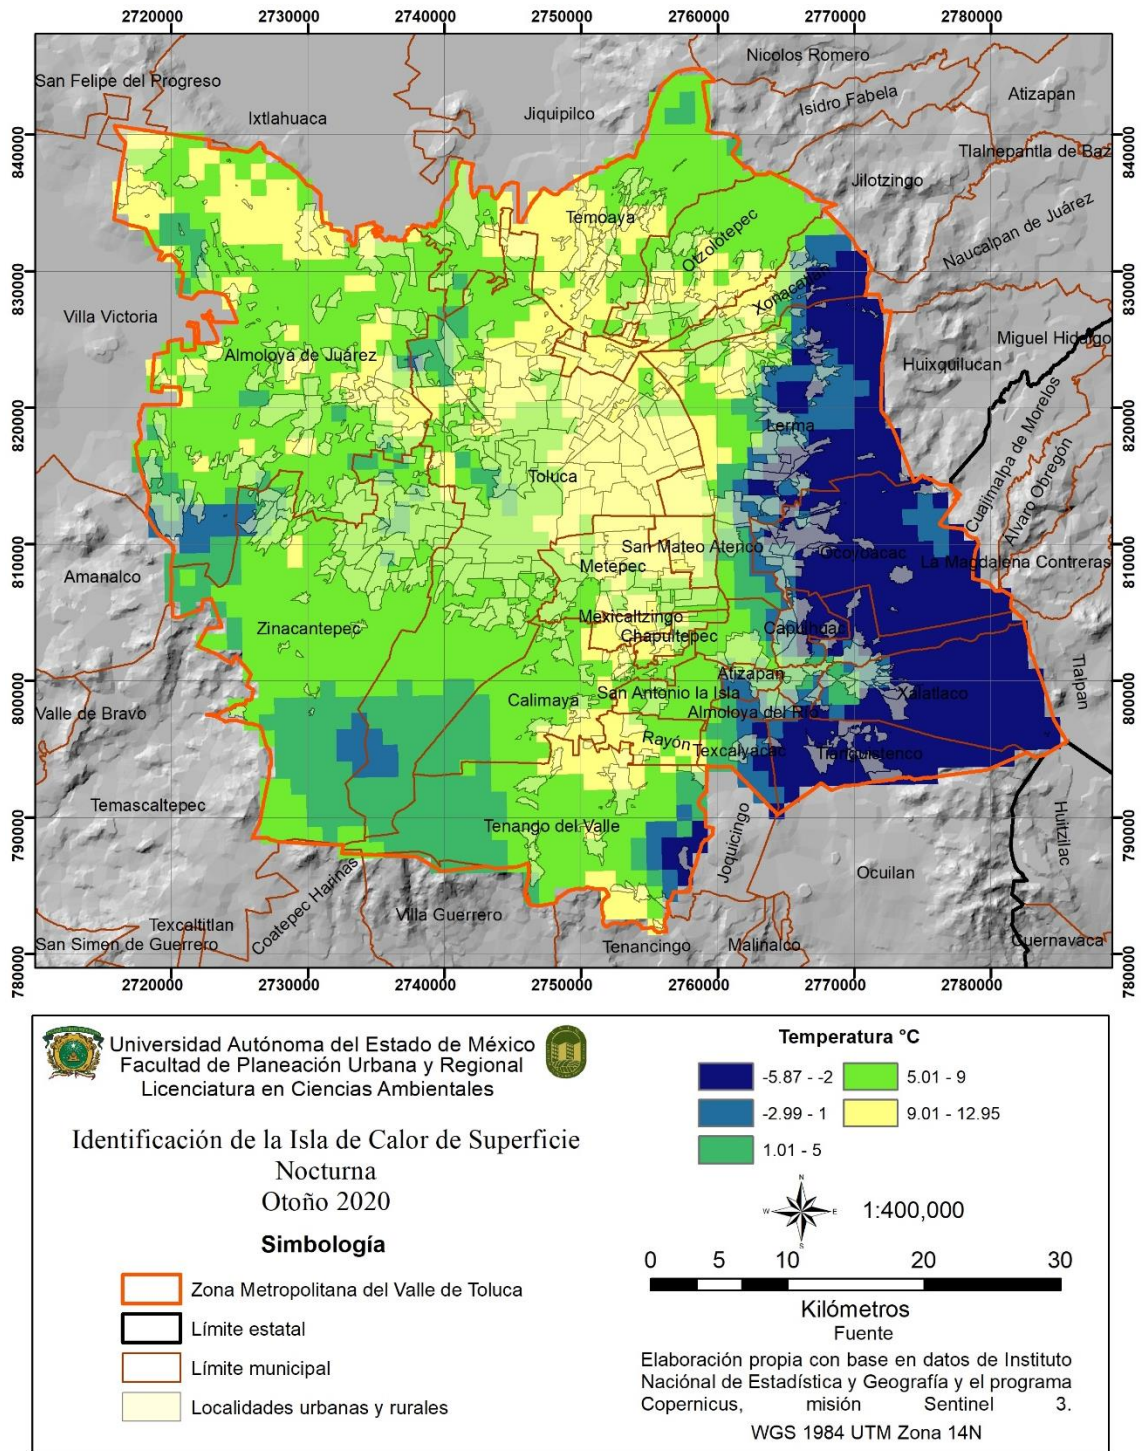 2720000 2730000 2740000 2750000 2760000 2770000 2780000
840000
830000
820000
810000
800000
790000
780000
840000
830000
820000
810000
800000
790000
780000
San Felipe del Progreso
Ixtlahuaca
Jiquipilco
Nicolos Romero
Isidro Fabela
Atizapan
Tlalnepantla de Baz
Jilotzingo
Naucalpan de Juárez
Temoaya
Otzolotepec
Xonacatlan
Villa Victoria
Almoloya de Juárez
Miguel Hidalgo
Huixquilucan
Cuajimalpa de Morelos
Alvaro Obregón
Lerma
Toluca
San Mateo Atenco
Ocoyoacac
La Magdalena Contreras
Metepec
Amanalco
Zinacantepec
Mexicaltzingo
Chapultepec
Capulhuac
Tlalpan
Atizapan
San Antonio la Isla
Xalatlaco
Calimaya
Almoloya del Río
Valle de Bravo
Rayón
Texcalyacac
Tianguistenco
Temascaltepec
Tenango del Valle
Joquicingo
Ocuilan
Huitzilac
Texcaltitlan
Coatepec Harinas
Villa Guerrero
San Simen de Guerrero
Tenancingo
Malinalco
Cuernavaca
2720000 2730000 2740000 2750000 2760000 2770000 2780000
Universidad Autónoma del Estado de México
Facultad de Planeación Urbana y Regional
Licenciatura en Ciencias Ambientales
Identificación de la Isla de Calor de Superficie
Nocturna
Otoño 2020
Simbología
Zona Metropolitana del Valle de Toluca
Límite estatal
Límite municipal
Localidades urbanas y rurales
Temperatura °C
-5.87 - -2
5.01 - 9
-2.99 - 1
9.01 - 12.95
1.01 - 5
N
W E
S
1:400,000
0 5 10 20 30
Kilómetros
Fuente
Elaboración propia con base en datos de Instituto
Naciónal de Estadística y Geografía y el programa
Copernicus, misión Sentinel 3.
WGS 1984 UTM Zona 14N